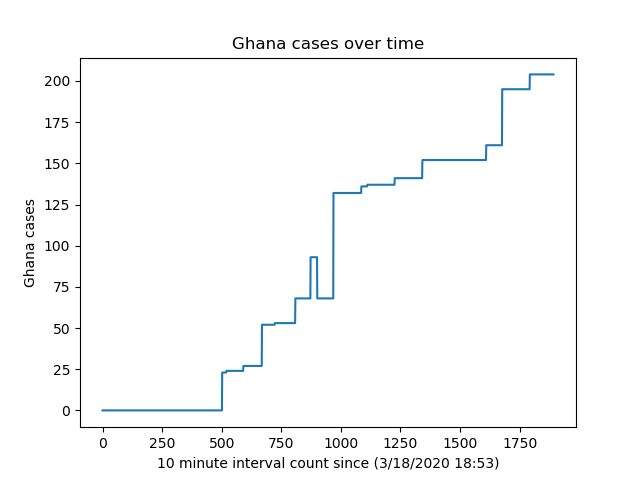 Ghana cases over time
200
175
150
125
100
75
50
25
0
Ghana cases
0 250 500 750 1000 1250 1500 1750
10 minute interval count since (3/18/2020 18:53)